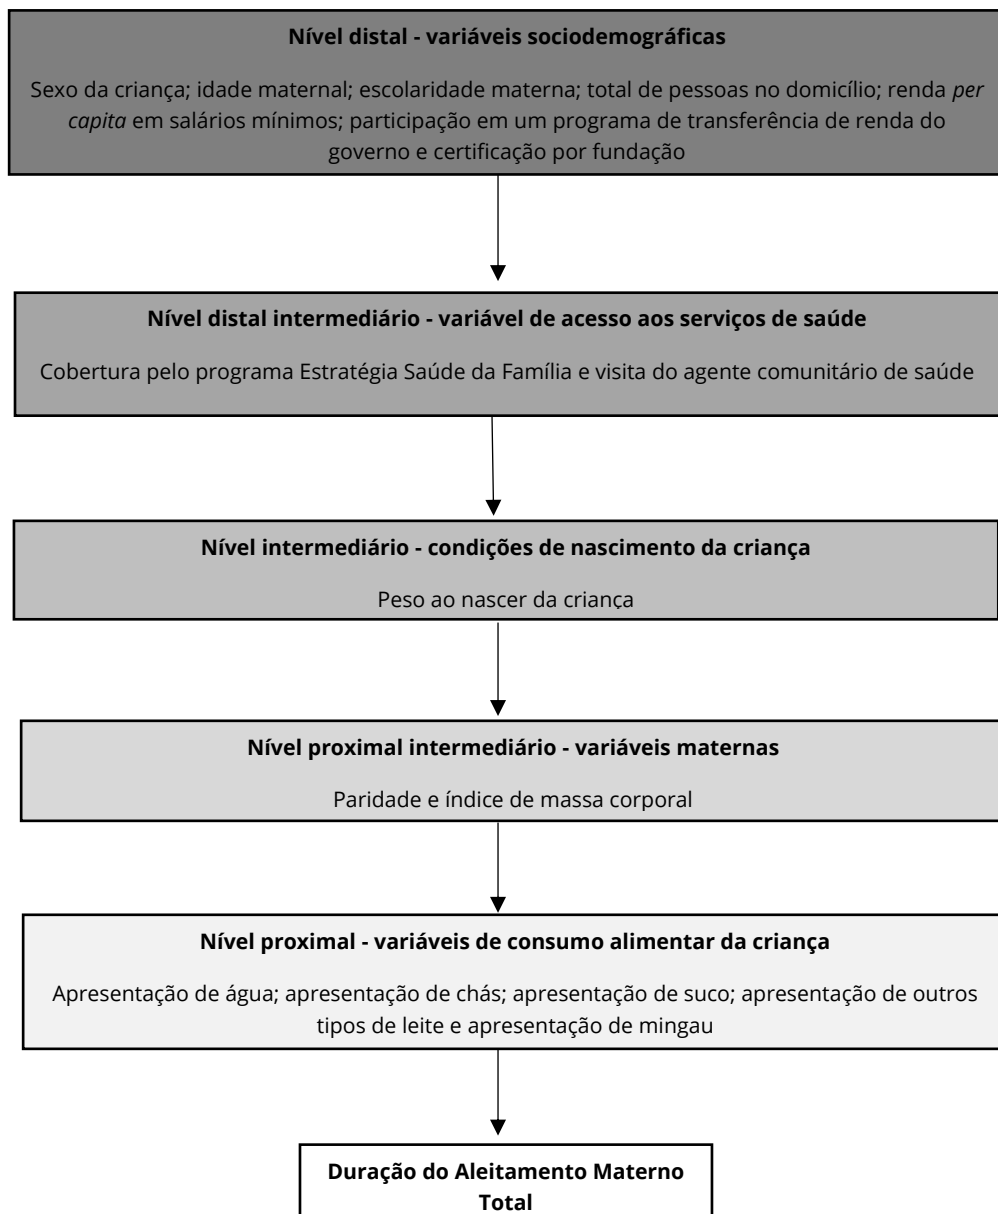 Nível distal - variáveis sociodemográficas
Sexo da criança; idade maternal; escolaridade materna; total de pessoas no domicílio; renda per
capita em salários mínimos; participação em um programa de transferência de renda do
governo e certificação por fundação
Nível distal intermediário - variável de acesso aos serviços de saúde
Cobertura pelo programa Estratégia Saúde da Família e visita do agente comunitário de saúde
Nível intermediário - condições de nascimento da criança
Peso ao nascer da criança
Nível proximal intermediário - variáveis maternas
Paridade e índice de massa corporal
Nível proximal - variáveis de consumo alimentar da criança
Apresentação de água; apresentação de chás; apresentação de suco; apresentação de outros
tipos de leite e apresentação de mingau
Duração do Aleitamento Materno
Total